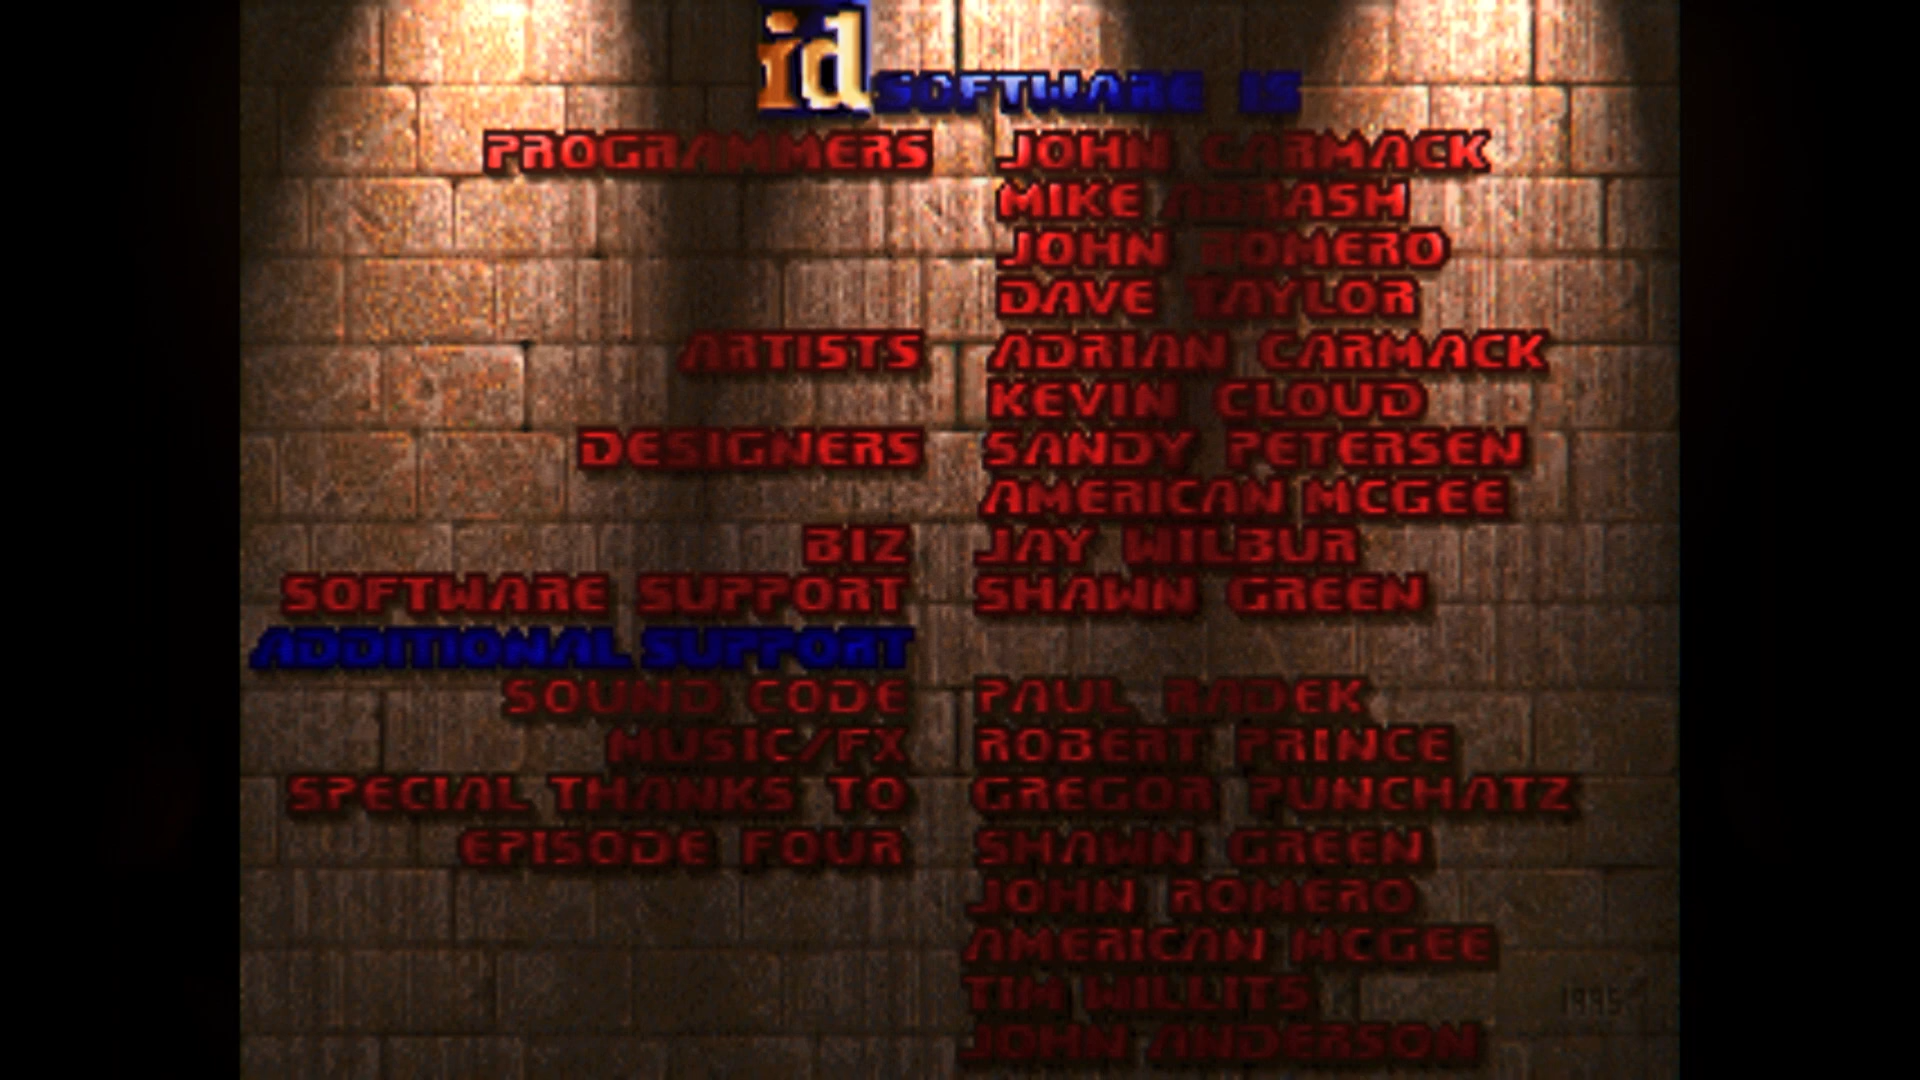 id SOFTWARE IS
PROGRAMMERS JOHN CARMACK
MIKE ABRASH
JOHN ROMERO
DAVE TAYLOR
ARTISTS ADRIAN CARMACK
KEVIN CLOUD
DESIGNERS SANDY PETERSEN
AMERICAN MCGEE
BIZ JAY WILBUR
SOFTWARE SUPPORT SHAWN GREEN
ADDITIONAL SUPPORT
SOUND CODE PAUL RADEK
MUSIC/FX ROBERT PRINCE
SPECIAL THANKS TO GREGOR PUNCHATZ
EPISODE FOUR SHAWN GREEN
JOHN ROMERO
AMERICAN MCGEE
TIM WILLITS
1995
JOHN ANDERSON